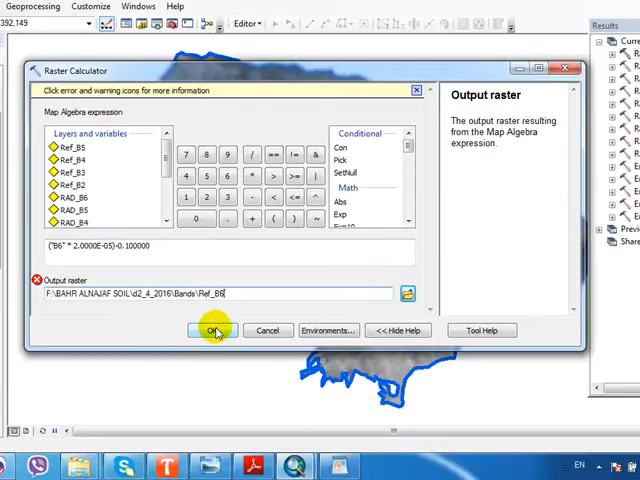 Geoprocessing Customize Windows Help
392,149
Editor
Results
Raster Calculator
Click error and warning icons for more information
Map Algebra expression
Layers and variables
Ref_B5
Ref_B4
Ref_B3
Ref_B2
RAD_B6
RAD_B5
RAD_B4
7 8 9 / == != &
4 5 6 * > >= |
1 2 3 - < <= ^
0 . + ( ) ~
Conditional
Con
Pick
SetNull
Math
Abs
Exp
Exp10
("B6" * 2.0000E-05)-0.100000
Output raster
F:\BAHR ALNAJAF SOIL\d2_4_2016\Bands\Ref_B6
OK Cancel Environments... << Hide Help Tool Help
Output raster
The output raster resulting
from the Map Algebra
expression.
Curre
Previ
Share
EN